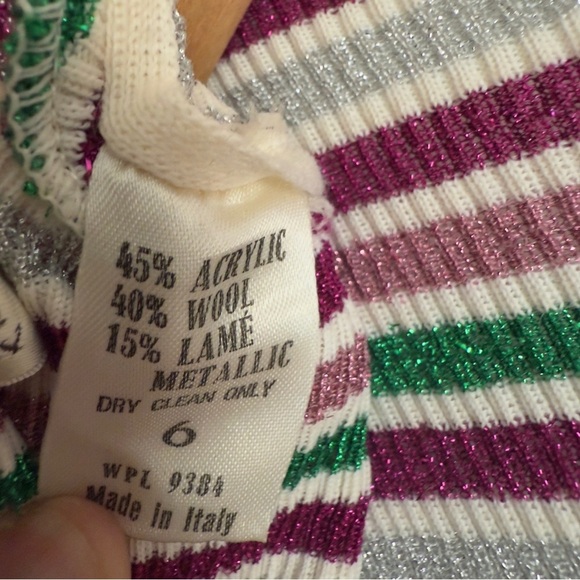 45% ACRYLIC
40% WOOL
15% LAMÉ
METALLIC
DRY CLEAN ONLY
6
WPL 9384
Made in Italy